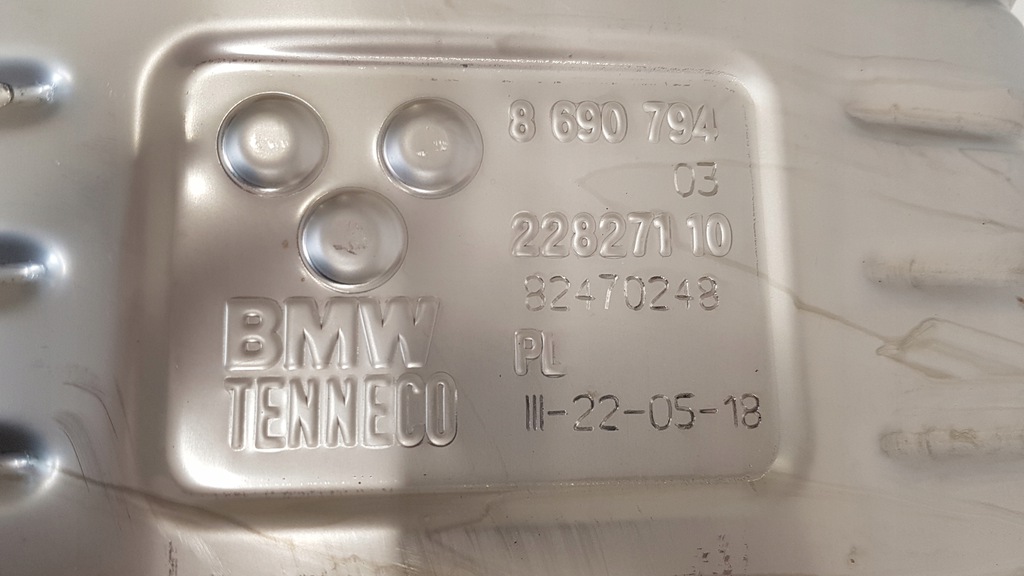 8 690 794
03
228271 10
82470248
PL
III-22-05-18
BMW
TENNECO